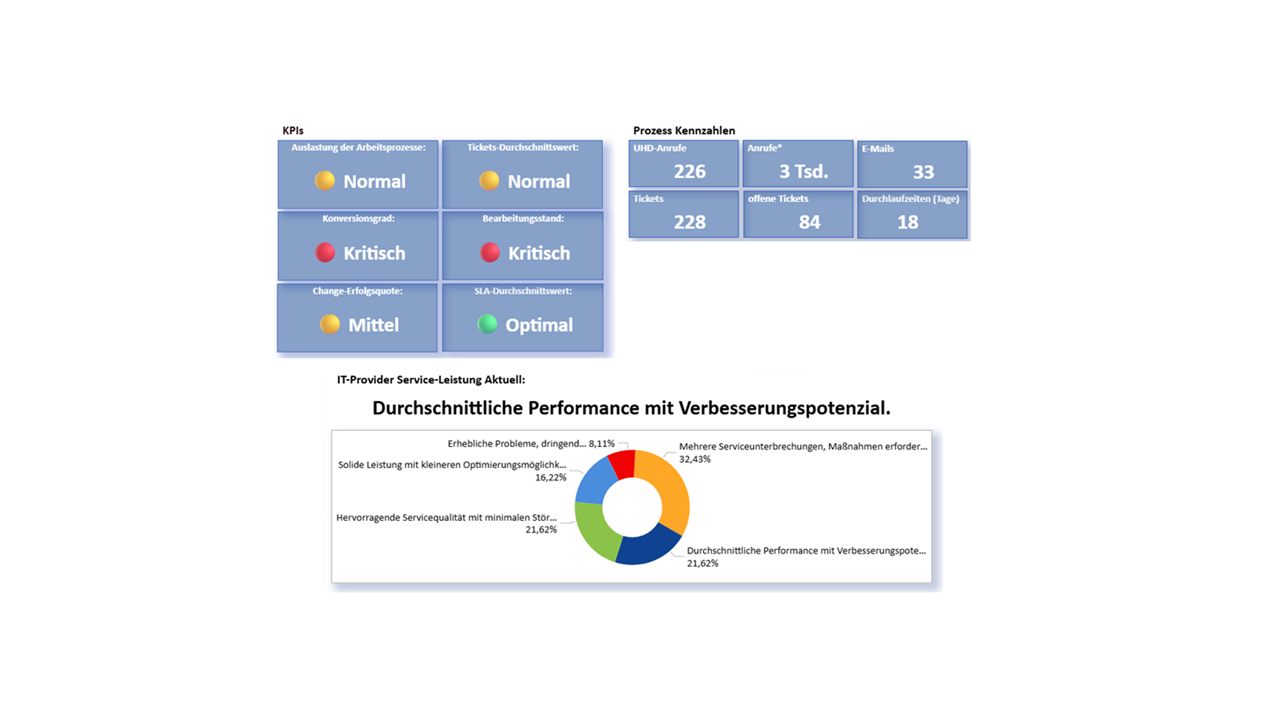 KPIs
Auslastung der Arbeitsprozesse:
Normal
Tickets-Durchschnittswert:
Normal
Konversionsgrad:
Kritisch
Bearbeitungsstand:
Kritisch
Change-Erfolgsquote:
Mittel
SLA-Durchschnittswert:
Optimal
Prozess Kennzahlen
UHD-Anrufe
226
Anrufe*
3 Tsd.
E-Mails
33
Tickets
228
offene Tickets
84
Durchlaufzeiten (Tage)
18
IT-Provider Service-Leistung Aktuell:
Durchschnittliche Performance mit Verbesserungspotenzial.
Erhebliche Probleme, dringend... 8,11%
Mehrere Serviceunterbrechungen, Maßnahmen erforder...
32,43%
Solide Leistung mit kleineren Optimierungsmöglichk...
16,22%
Hervorragende Servicequalität mit minimalen Stör...
21,62%
Durchschnittliche Performance mit Verbesserungspote...
21,62%